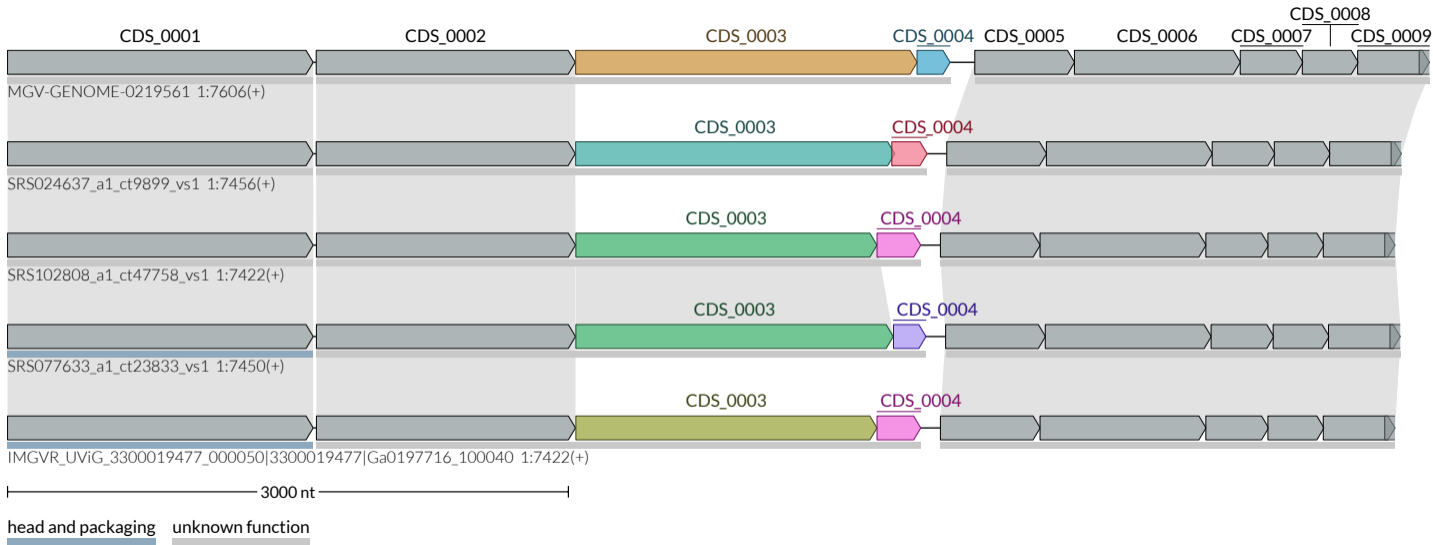 CDS_0008
CDS_0001 CDS_0002 CDS_0003 CDS_0004 CDS_0005 CDS_0006 CDS_0007 CDS_0009
MGV-GENOME-0219561 1:7606(+)
CDS_0003 CDS_0004
SRS024637_a1_ct9899_vs1 1:7456(+)
CDS_0003 CDS_0004
SRS102808_a1_ct47758_vs1 1:7422(+)
CDS_0003 CDS_0004
SRS077633_a1_ct23833_vs1 1:7450(+)
CDS_0003 CDS_0004
IMGVR_UViG_3300019477_000050|3300019477|Ga0197716_100040 1:7422(+)
3000 nt
head and packaging unknown function